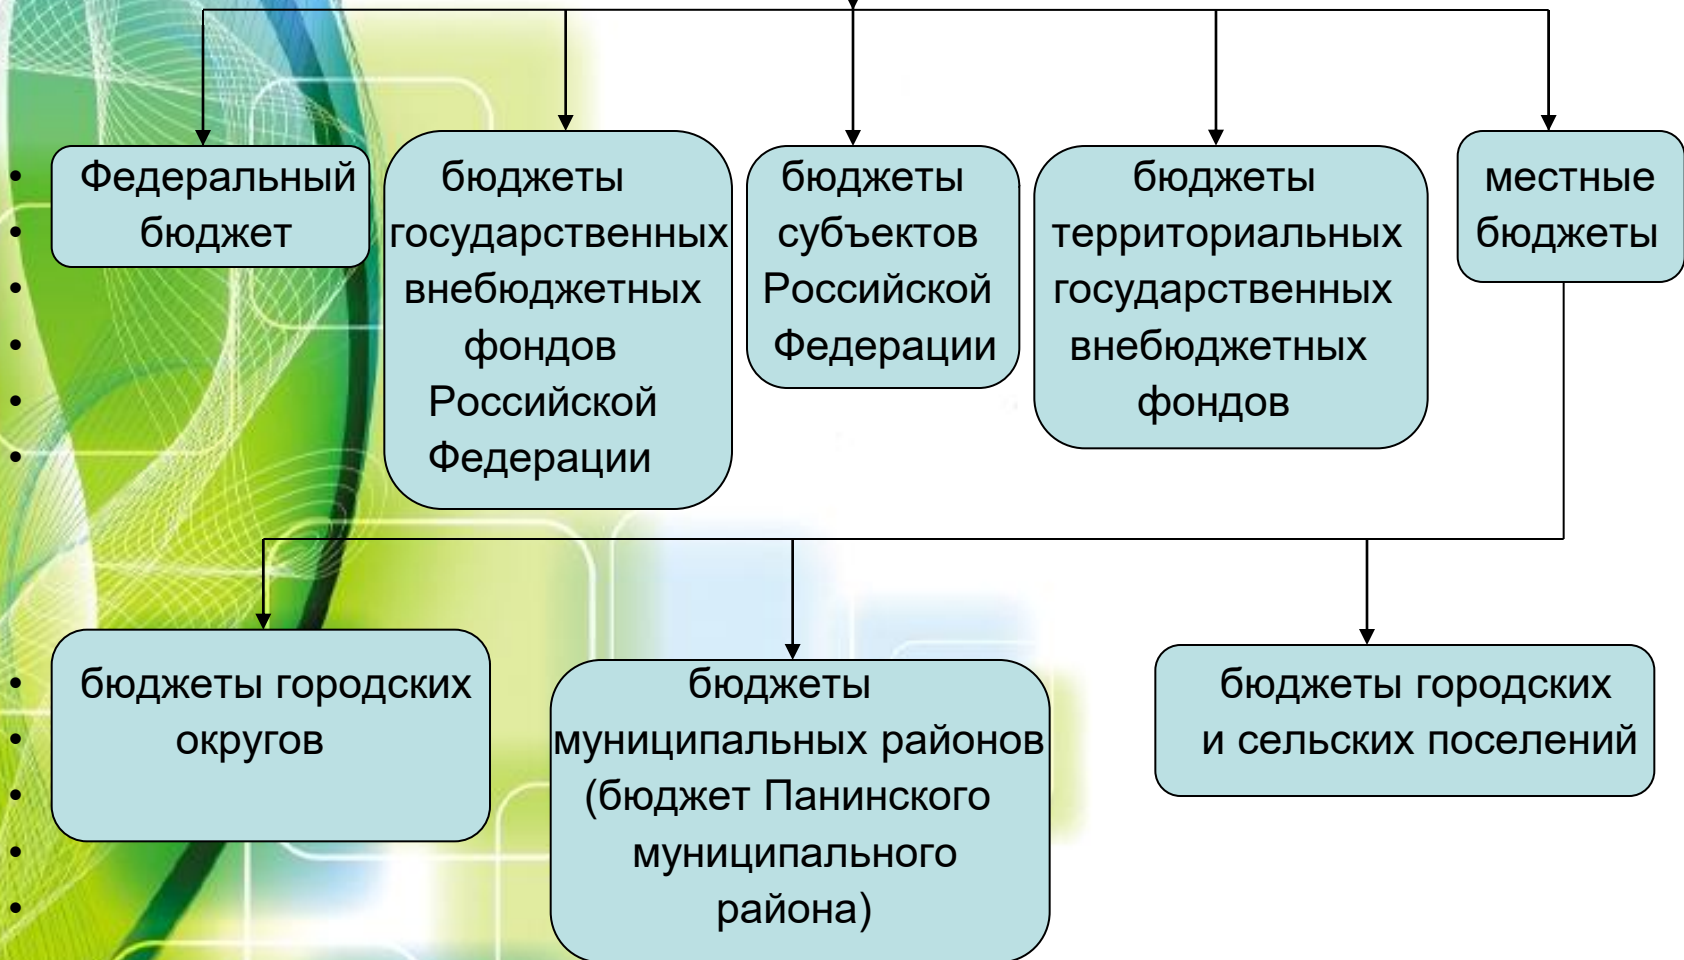 Федеральный
бюджет
бюджеты
государственных
внебюджетных
фондов
Российской
Федерации
бюджеты
субъектов
Российской
Федерации
бюджеты
территориальных
государственных
внебюджетных
фондов
местные
бюджеты
бюджеты городских
округов
бюджеты
муниципальных районов
(бюджет Панинского
муниципального
района)
бюджеты городских
и сельских поселений